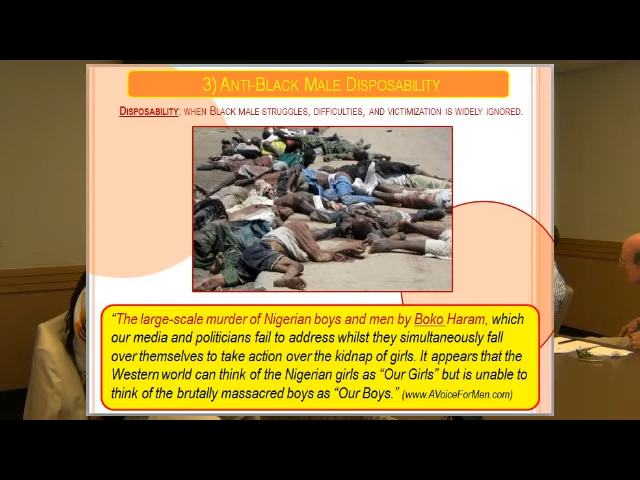 3) ANTI-BLACK MALE DISPOSABILITY
DISPOSABILITY: WHEN BLACK MALE STRUGGLES, DIFFICULTIES, AND VICTIMIZATION IS WIDELY IGNORED.
“The large-scale murder of Nigerian boys and men by Boko Haram, which
our media and politicians fail to address whilst they simultaneously fall
over themselves to take action over the kidnap of girls. It appears that the
Western world can think of the Nigerian girls as “Our Girls” but is unable to
think of the brutally massacred boys as “Our Boys.” (www.AVoiceForMen.com)